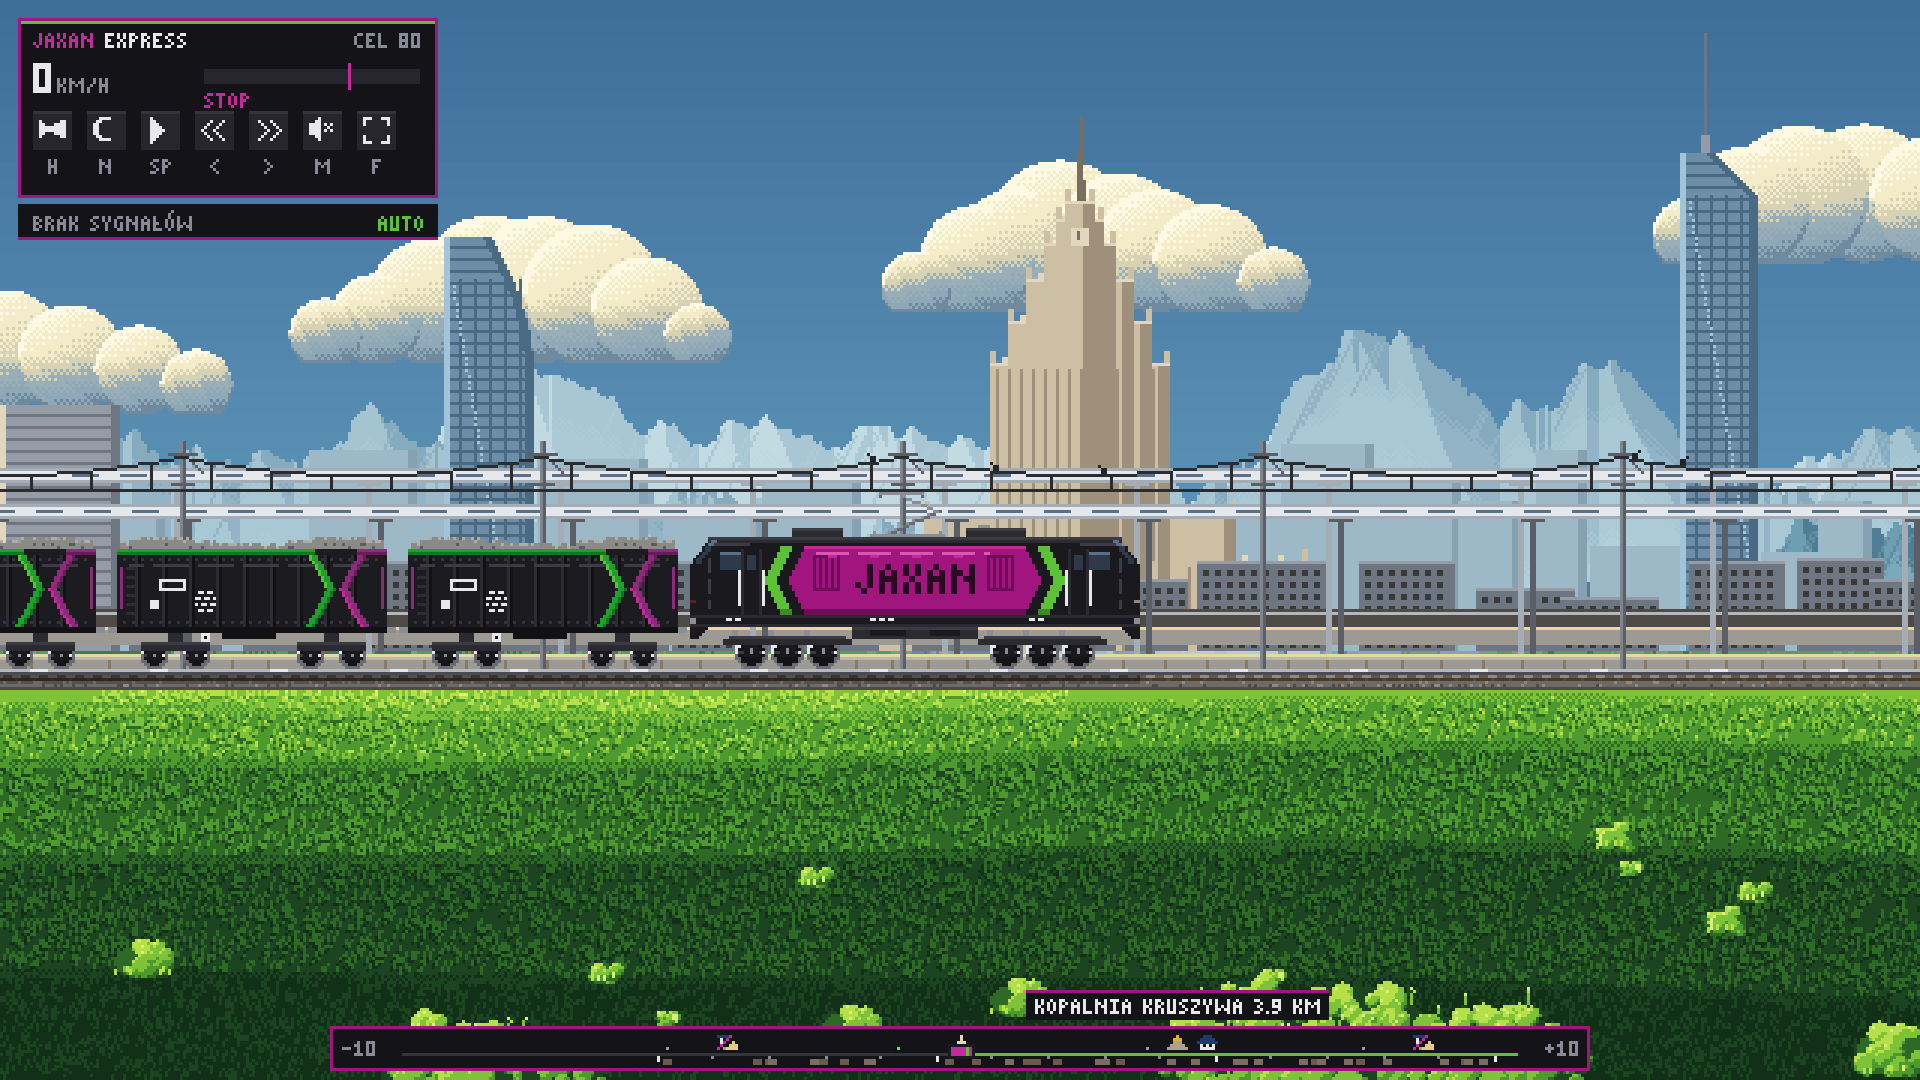 JAXAN EXPRESS CEL 80
0 KM/H
STOP
H N SP < > M F
BRAK SYGNAŁÓW AUTO
JAXAN
KOPALNIA KRUSZYWA 3.9 KM
-10 +10